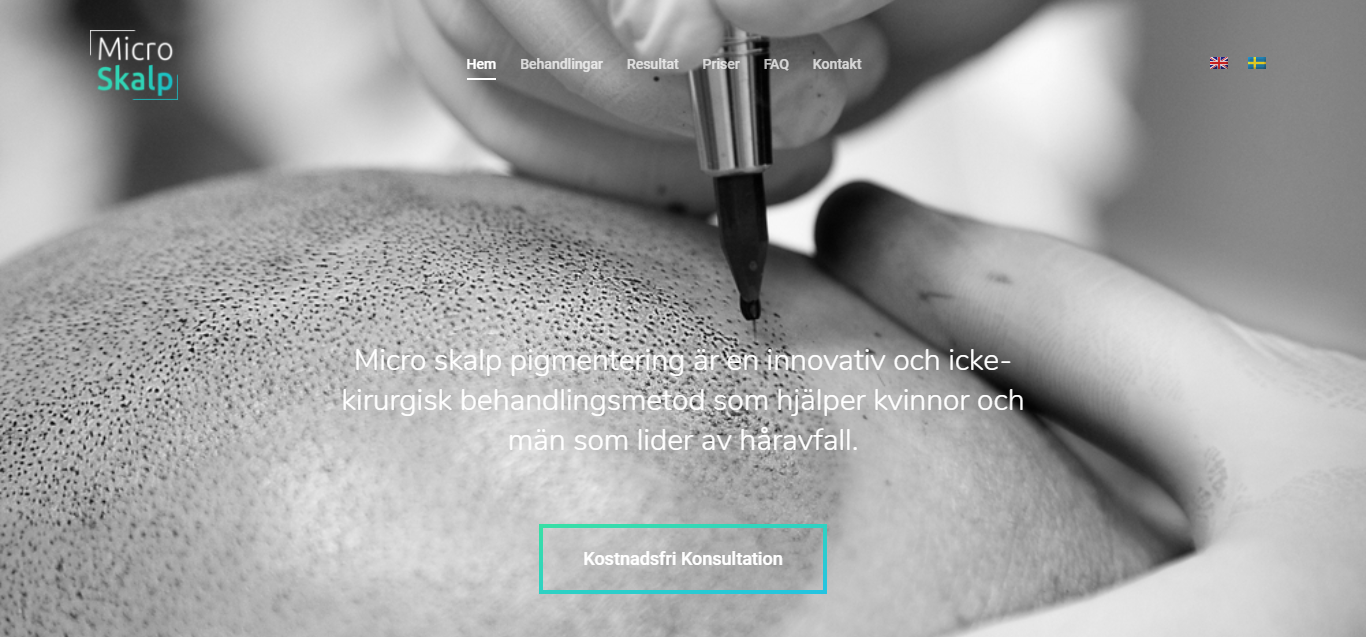 Micro
Skalp
Hem Behandlingar Resultat Priser FAQ Kontakt
Micro skalp pigmentering är en innovativ och icke-
kirurgisk behandlingsmetod som hjälper kvinnor och
män som lider av håravfall.
Kostnadsfri Konsultation